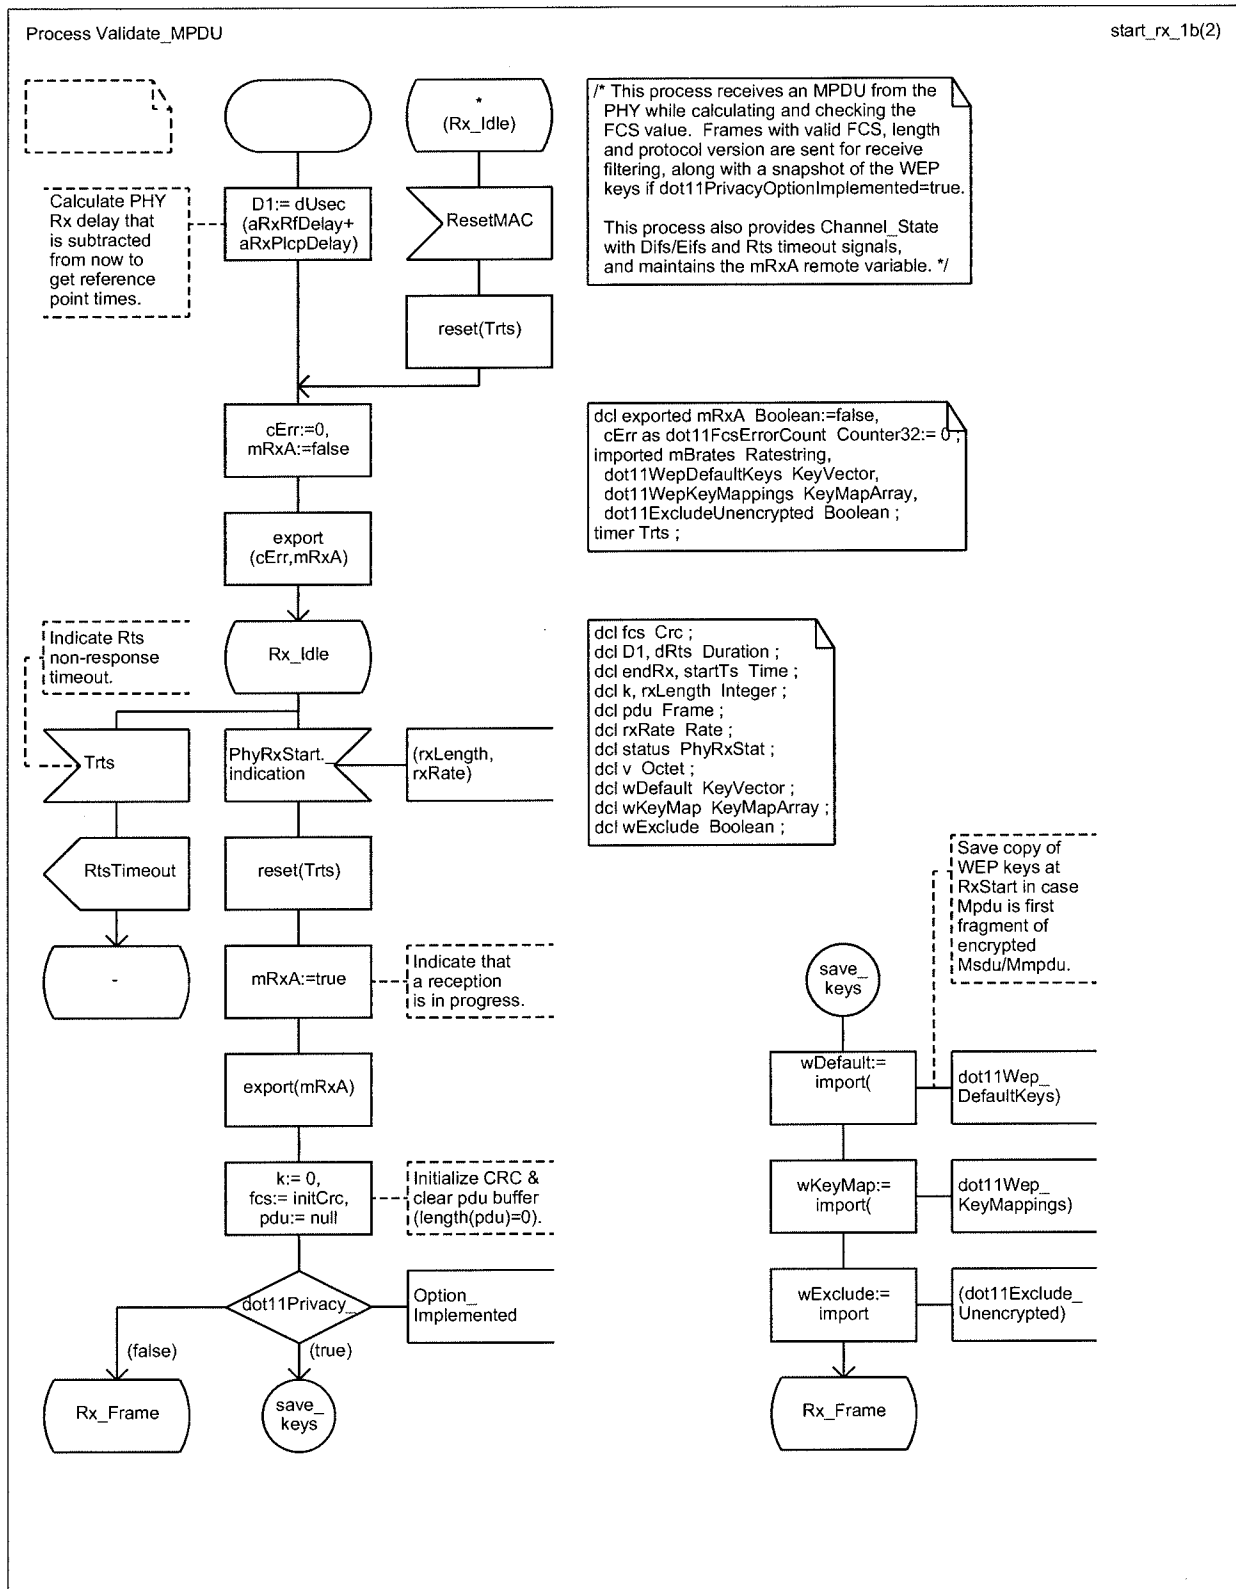 Process Validate_MPDU
start_rx_1b(2)
*
(Rx_Idle)
/* This process receives an MPDU from the
PHY while calculating and checking the
FCS value.  Frames with valid FCS, length
and protocol version are sent for receive
filtering, along with a snapshot of the WEP
keys if dot11PrivacyOptionImplemented=true.
This process also provides Channel_State
with Difs/Eifs and Rts timeout signals,
and maintains the mRxA remote variable. */
Calculate PHY
Rx delay that
is subtracted
from now to
get reference
point times.
D1:= dUsec
(aRxRfDelay+
aRxPlcpDelay)
ResetMAC
reset(Trts)
cErr:=0,
mRxA:=false
dcl exported mRxA  Boolean:=false,
cErr as dot11FcsErrorCount  Counter32:= 0 ;
imported mBrates  Ratestring,
dot11WepDefaultKeys  KeyVector,
dot11WepKeyMappings  KeyMapArray,
dot11ExcludeUnencrypted  Boolean ;
timer Trts ;
export
(cErr,mRxA)
Indicate Rts
non-response
timeout.
Rx_Idle
dcl fcs  Crc ;
dcl D1, dRts  Duration ;
dcl endRx, startTs  Time ;
dcl k, rxLength  Integer ;
dcl pdu  Frame ;
dcl rxRate  Rate ;
dcl status  PhyRxStat ;
dcl v  Octet ;
dcl wDefault  KeyVector ;
dcl wKeyMap  KeyMapArray ;
dcl wExclude  Boolean ;
Trts
PhyRxStart._
indication
(rxLength,
rxRate)
RtsTimeout
reset(Trts)
-
mRxA:=true
Indicate that
a reception
is in progress.
Save copy of
WEP keys at
RxStart in case
Mpdu is first
fragment of
encrypted
Msdu/Mmpdu.
save_
keys
export(mRxA)
wDefault:=
import(
dot11Wep_
DefaultKeys)
k:= 0,
fcs:= initCrc,
pdu:= null
Initialize CRC &
clear pdu buffer
(length(pdu)=0).
wKeyMap:=
import(
dot11Wep_
KeyMappings)
dot11Privacy_
Option_
Implemented
wExclude:=
import
(dot11Exclude_
Unencrypted)
(false)
(true)
Rx_Frame
save_
keys
Rx_Frame